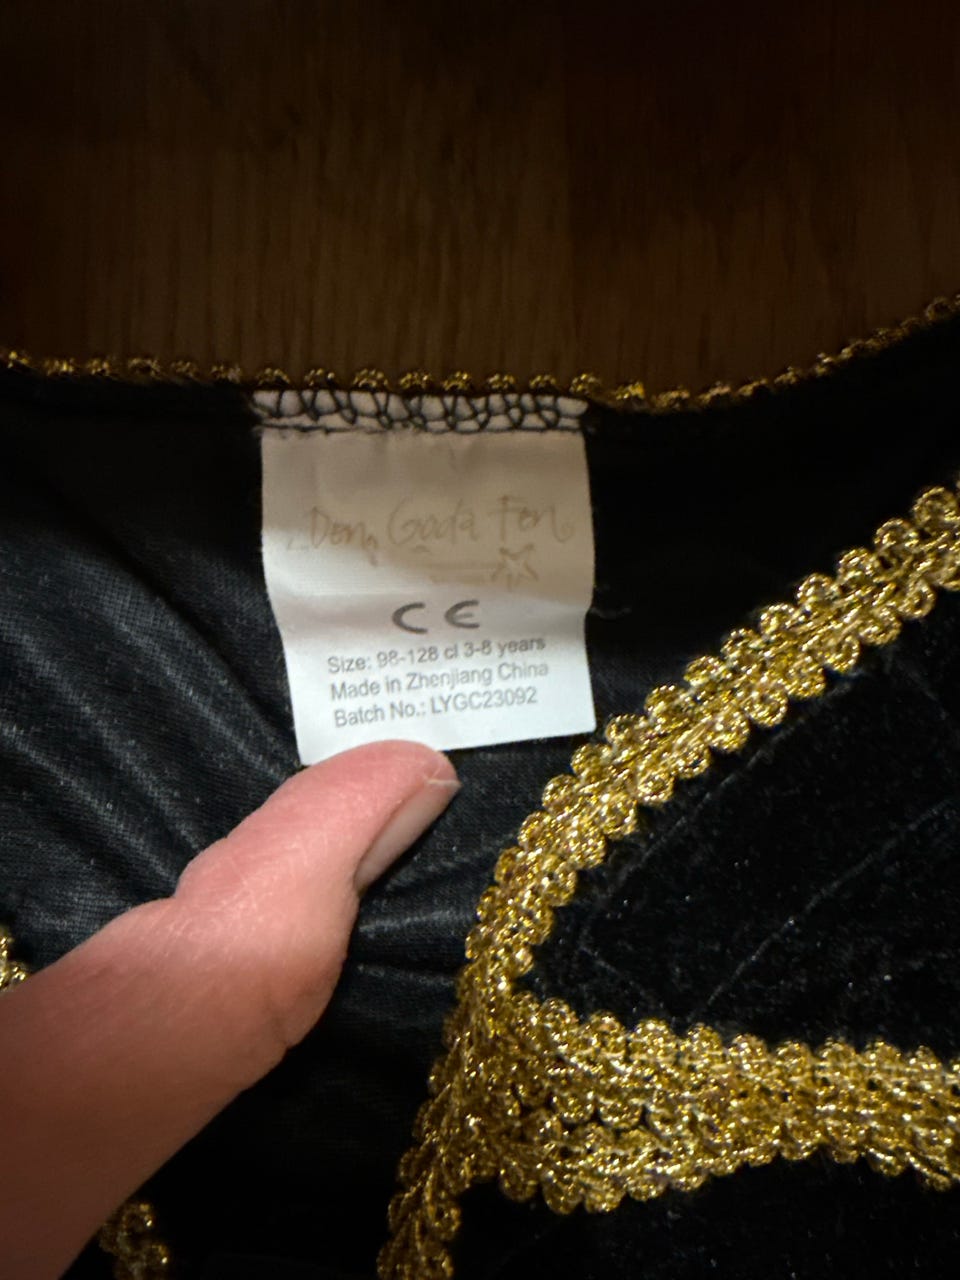 Den Goda Fen
CE
Size: 98-128 cl 3-8 years
Made in Zhenjiang China
Batch No.: LYGC23092